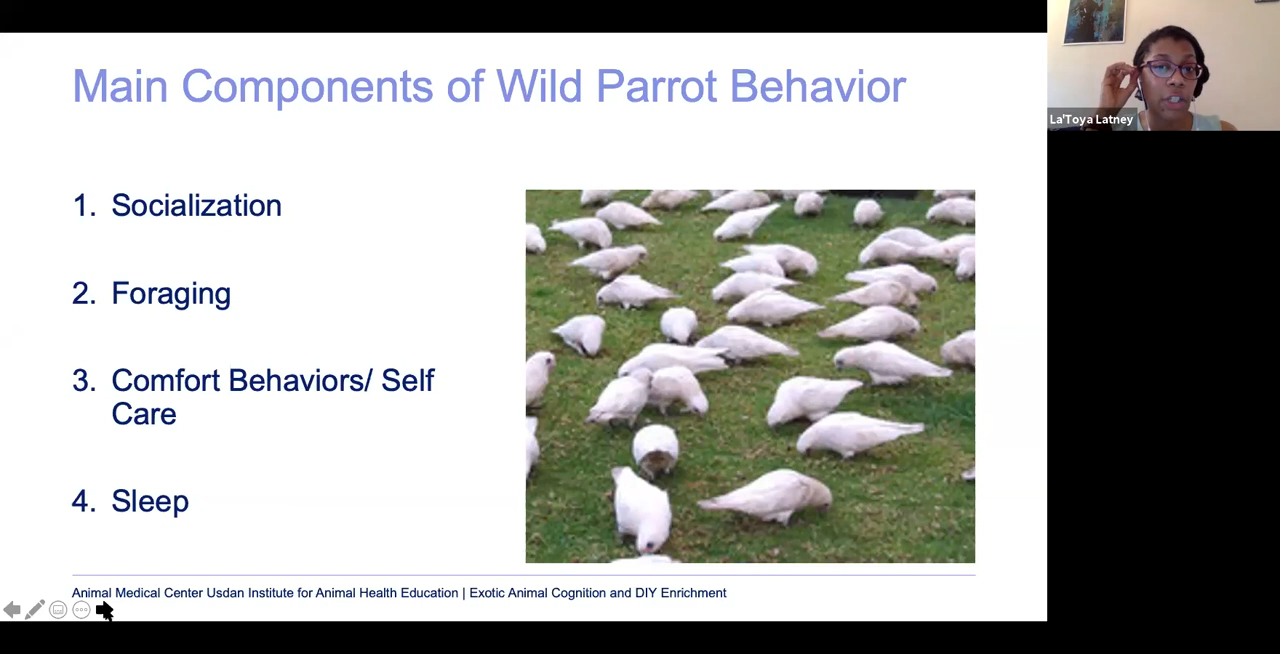 Main Components of Wild Parrot Behavior
La'Toya Latney
1. Socialization
2. Foraging
3. Comfort Behaviors/ Self
Care
4. Sleep
Animal Medical Center Usdan Institute for Animal Health Education | Exotic Animal Cognition and DIY Enrichment